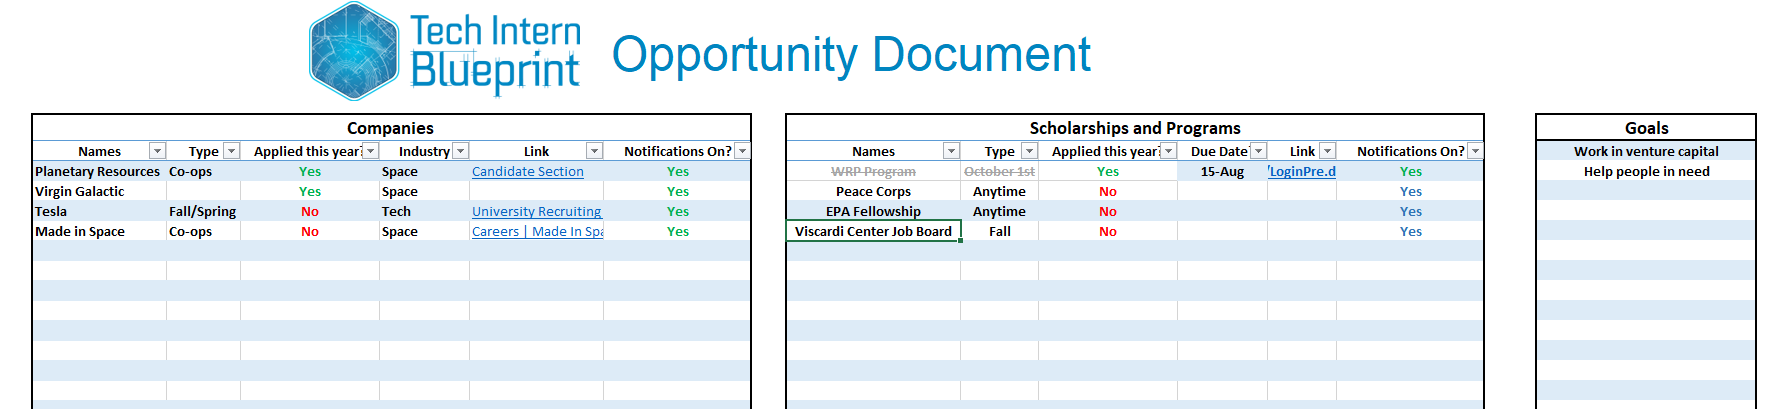 Tech Intern
Blueprint
Opportunity Document
Companies
Names Type Applied this year? Industry Link Notifications On?
Planetary Resources Co-ops Yes Space Candidate Section Yes
Virgin Galactic Yes Space Yes
Tesla Fall/Spring No Tech University Recruiting Yes
Made in Space Co-ops No Space Careers | Made In Spa Yes
Scholarships and Programs
Names Type Applied this year? Due Date Link Notifications On?
WRP Program October 1st Yes 15-Aug /LoginPre.d Yes
Peace Corps Anytime No Yes
EPA Fellowship Anytime No Yes
Viscardi Center Job Board Fall No Yes
Goals
Work in venture capital
Help people in need